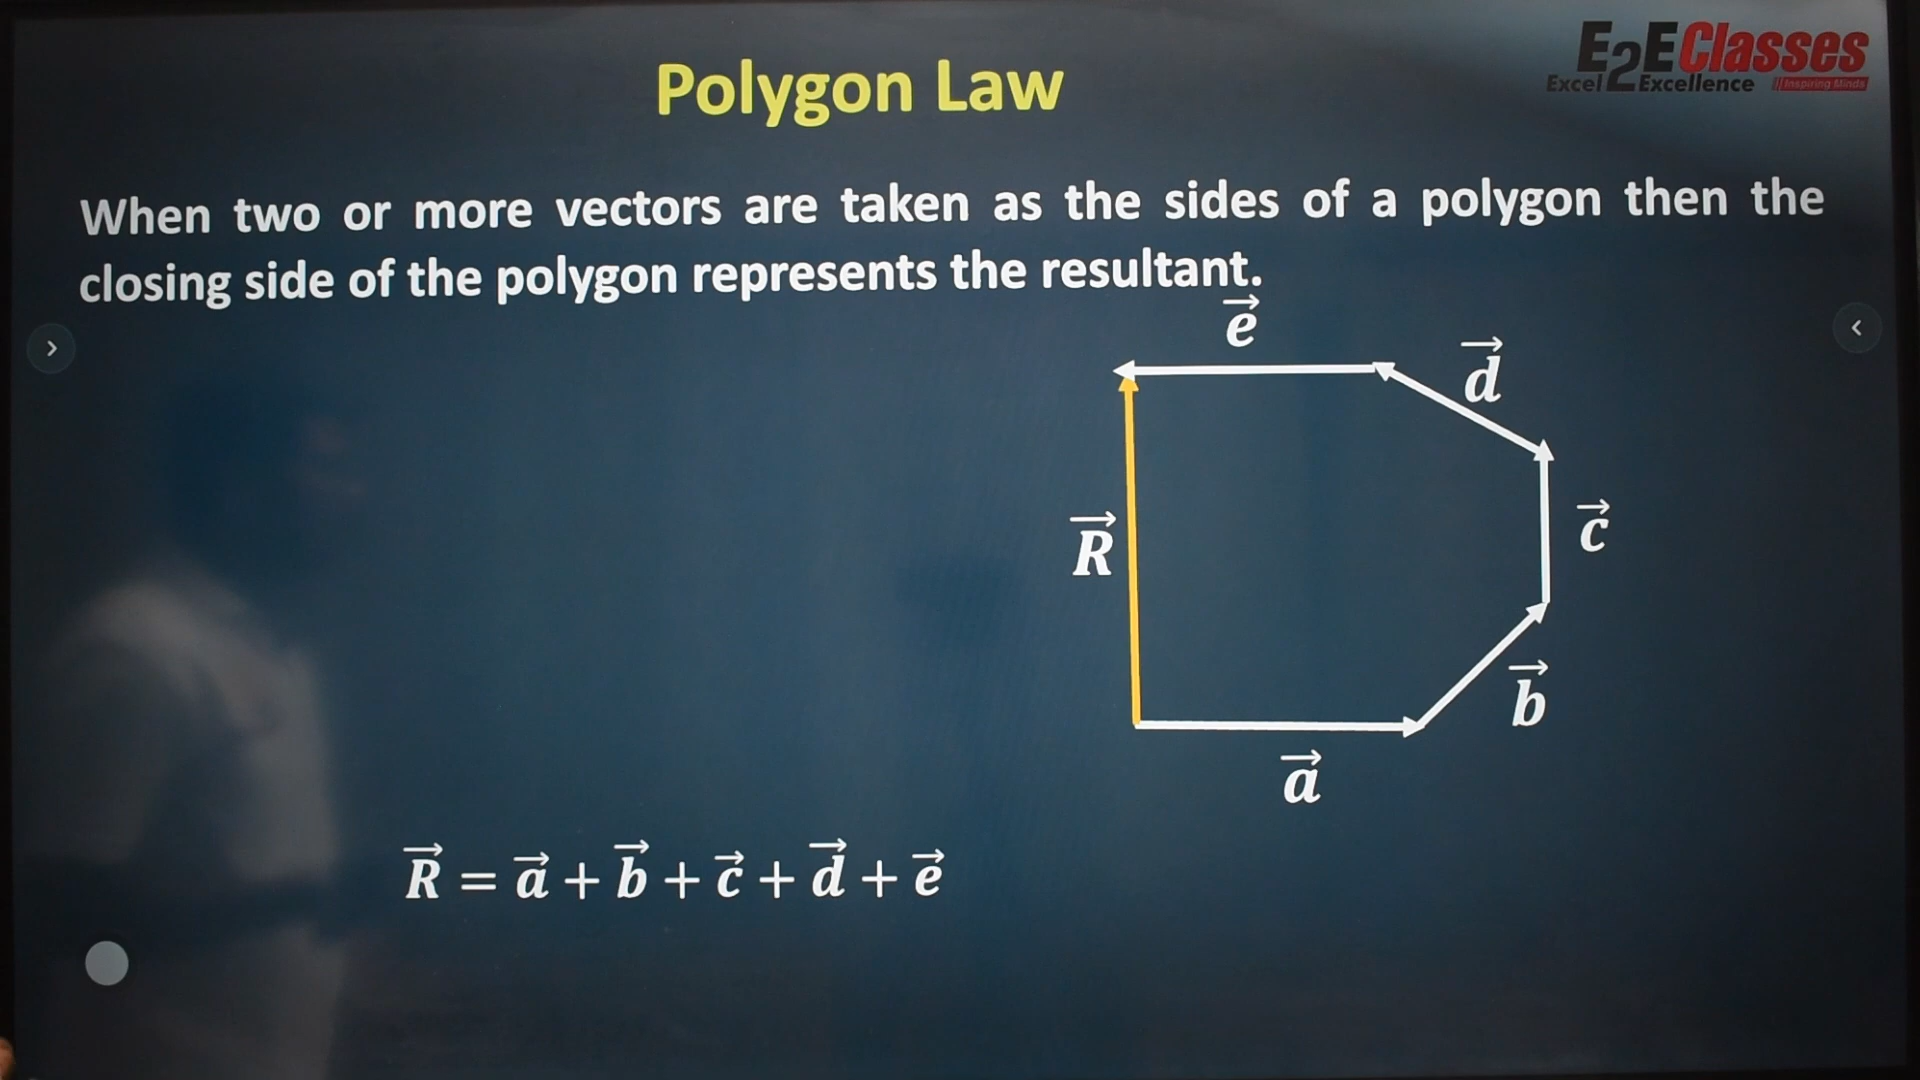 E2E Classes
Excel 2 Excellence Inspiring Minds
Polygon Law
When two or more vectors are taken as the sides of a polygon then the
closing side of the polygon represents the resultant.
e⃗
d⃗
R⃗
c⃗
b⃗
a⃗
R⃗ = a⃗ + b⃗ + c⃗ + d⃗ + e⃗